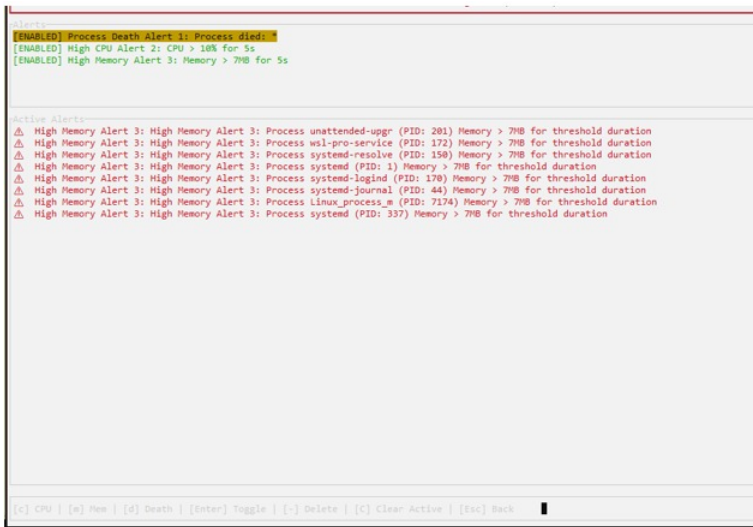 Alerts
[ENABLED] Process Death Alert 1: Process died: *
[ENABLED] High CPU Alert 2: CPU > 10% for 5s
[ENABLED] High Memory Alert 3: Memory > 7MB for 5s
Active Alerts
⚠ High Memory Alert 3: High Memory Alert 3: Process unattended-upgr (PID: 201) Memory > 7MB for threshold duration
⚠ High Memory Alert 3: High Memory Alert 3: Process wsl-pro-service (PID: 172) Memory > 7MB for threshold duration
⚠ High Memory Alert 3: High Memory Alert 3: Process systemd-resolve (PID: 150) Memory > 7MB for threshold duration
⚠ High Memory Alert 3: High Memory Alert 3: Process systemd (PID: 1) Memory > 7MB for threshold duration
⚠ High Memory Alert 3: High Memory Alert 3: Process systemd-logind (PID: 170) Memory > 7MB for threshold duration
⚠ High Memory Alert 3: High Memory Alert 3: Process systemd-journal (PID: 44) Memory > 7MB for threshold duration
⚠ High Memory Alert 3: High Memory Alert 3: Process Linux_process_m (PID: 7174) Memory > 7MB for threshold duration
⚠ High Memory Alert 3: High Memory Alert 3: Process systemd (PID: 337) Memory > 7MB for threshold duration
[c] CPU | [m] Mem | [d] Death | [Enter] Toggle | [-] Delete | [C] Clear Active | [Esc] Back